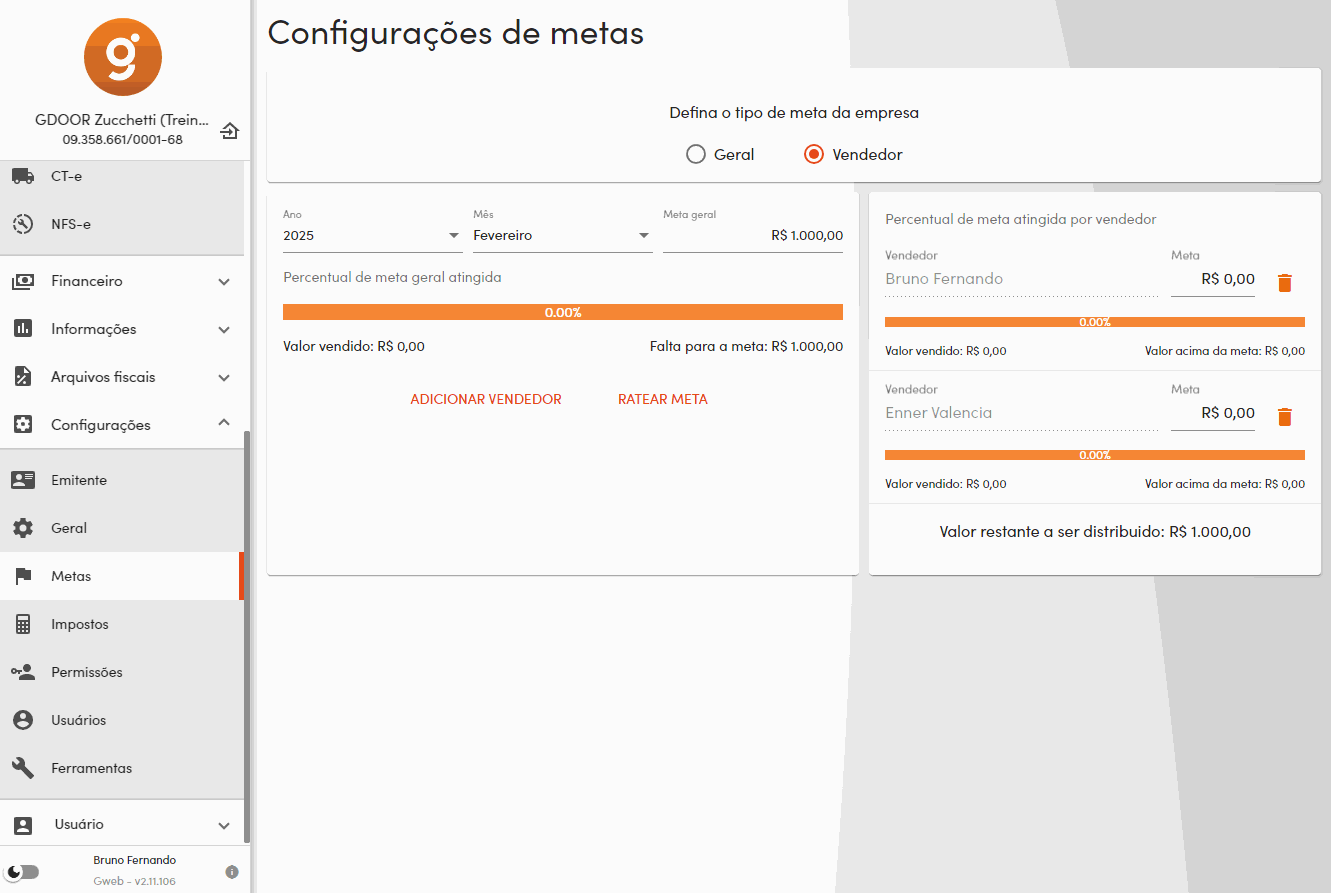 g
GDOOR Zucchetti (Trein...
09.358.661/0001-68
CT-e
NFS-e
Financeiro
Informações
Arquivos fiscais
Configurações
Emitente
Geral
Metas
Impostos
Permissões
Usuários
Ferramentas
Usuário
Bruno Fernando
Gweb - v2.11.106
Configurações de metas
Defina o tipo de meta da empresa
Geral Vendedor
Ano Mês Meta geral
2025 Fevereiro R$ 1.000,00
Percentual de meta geral atingida
0.00%
Valor vendido: R$ 0,00 Falta para a meta: R$ 1.000,00
ADICIONAR VENDEDOR RATEAR META
Percentual de meta atingida por vendedor
Vendedor Meta
Bruno Fernando R$ 0,00
0.00%
Valor vendido: R$ 0,00 Valor acima da meta: R$ 0,00
Vendedor Meta
Enner Valencia R$ 0,00
0.00%
Valor vendido: R$ 0,00 Valor acima da meta: R$ 0,00
Valor restante a ser distribuido: R$ 1.000,00